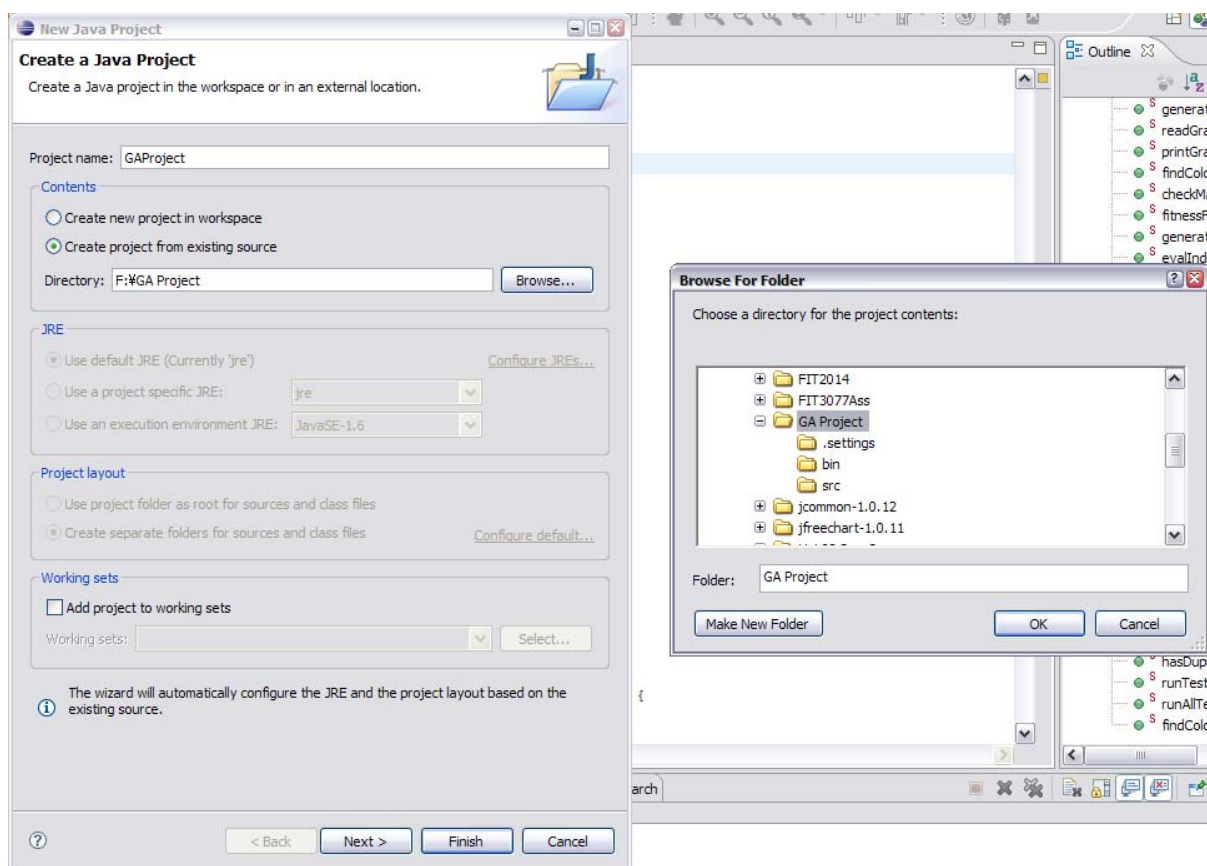 New Java Project
Create a Java Project
Create a Java project in the workspace or in an external location.
Project name: GAProject
Contents
Create new project in workspace
Create project from existing source
Directory: F:¥GA Project Browse...
JRE
Use default JRE (Currently 'jre') Configure JREs...
Use a project specific JRE: jre
Use an execution environment JRE: JavaSE-1.6
Project layout
Use project folder as root for sources and class files
Create separate folders for sources and class files Configure default...
Working sets
Add project to working sets
Working sets: Select...
The wizard will automatically configure the JRE and the project layout based on the
existing source.
< Back Next > Finish Cancel
{
arch
Outline
generat
readGra
printGra
findColo
checkMa
fitnessF
generat
evalInd
Browse For Folder
Choose a directory for the project contents:
FIT2014
FIT3077Ass
GA Project
.settings
bin
src
jcommon-1.0.12
jfreechart-1.0.11
Folder: GA Project
Make New Folder OK Cancel
hasDup
runTest
runAllTe
findColo